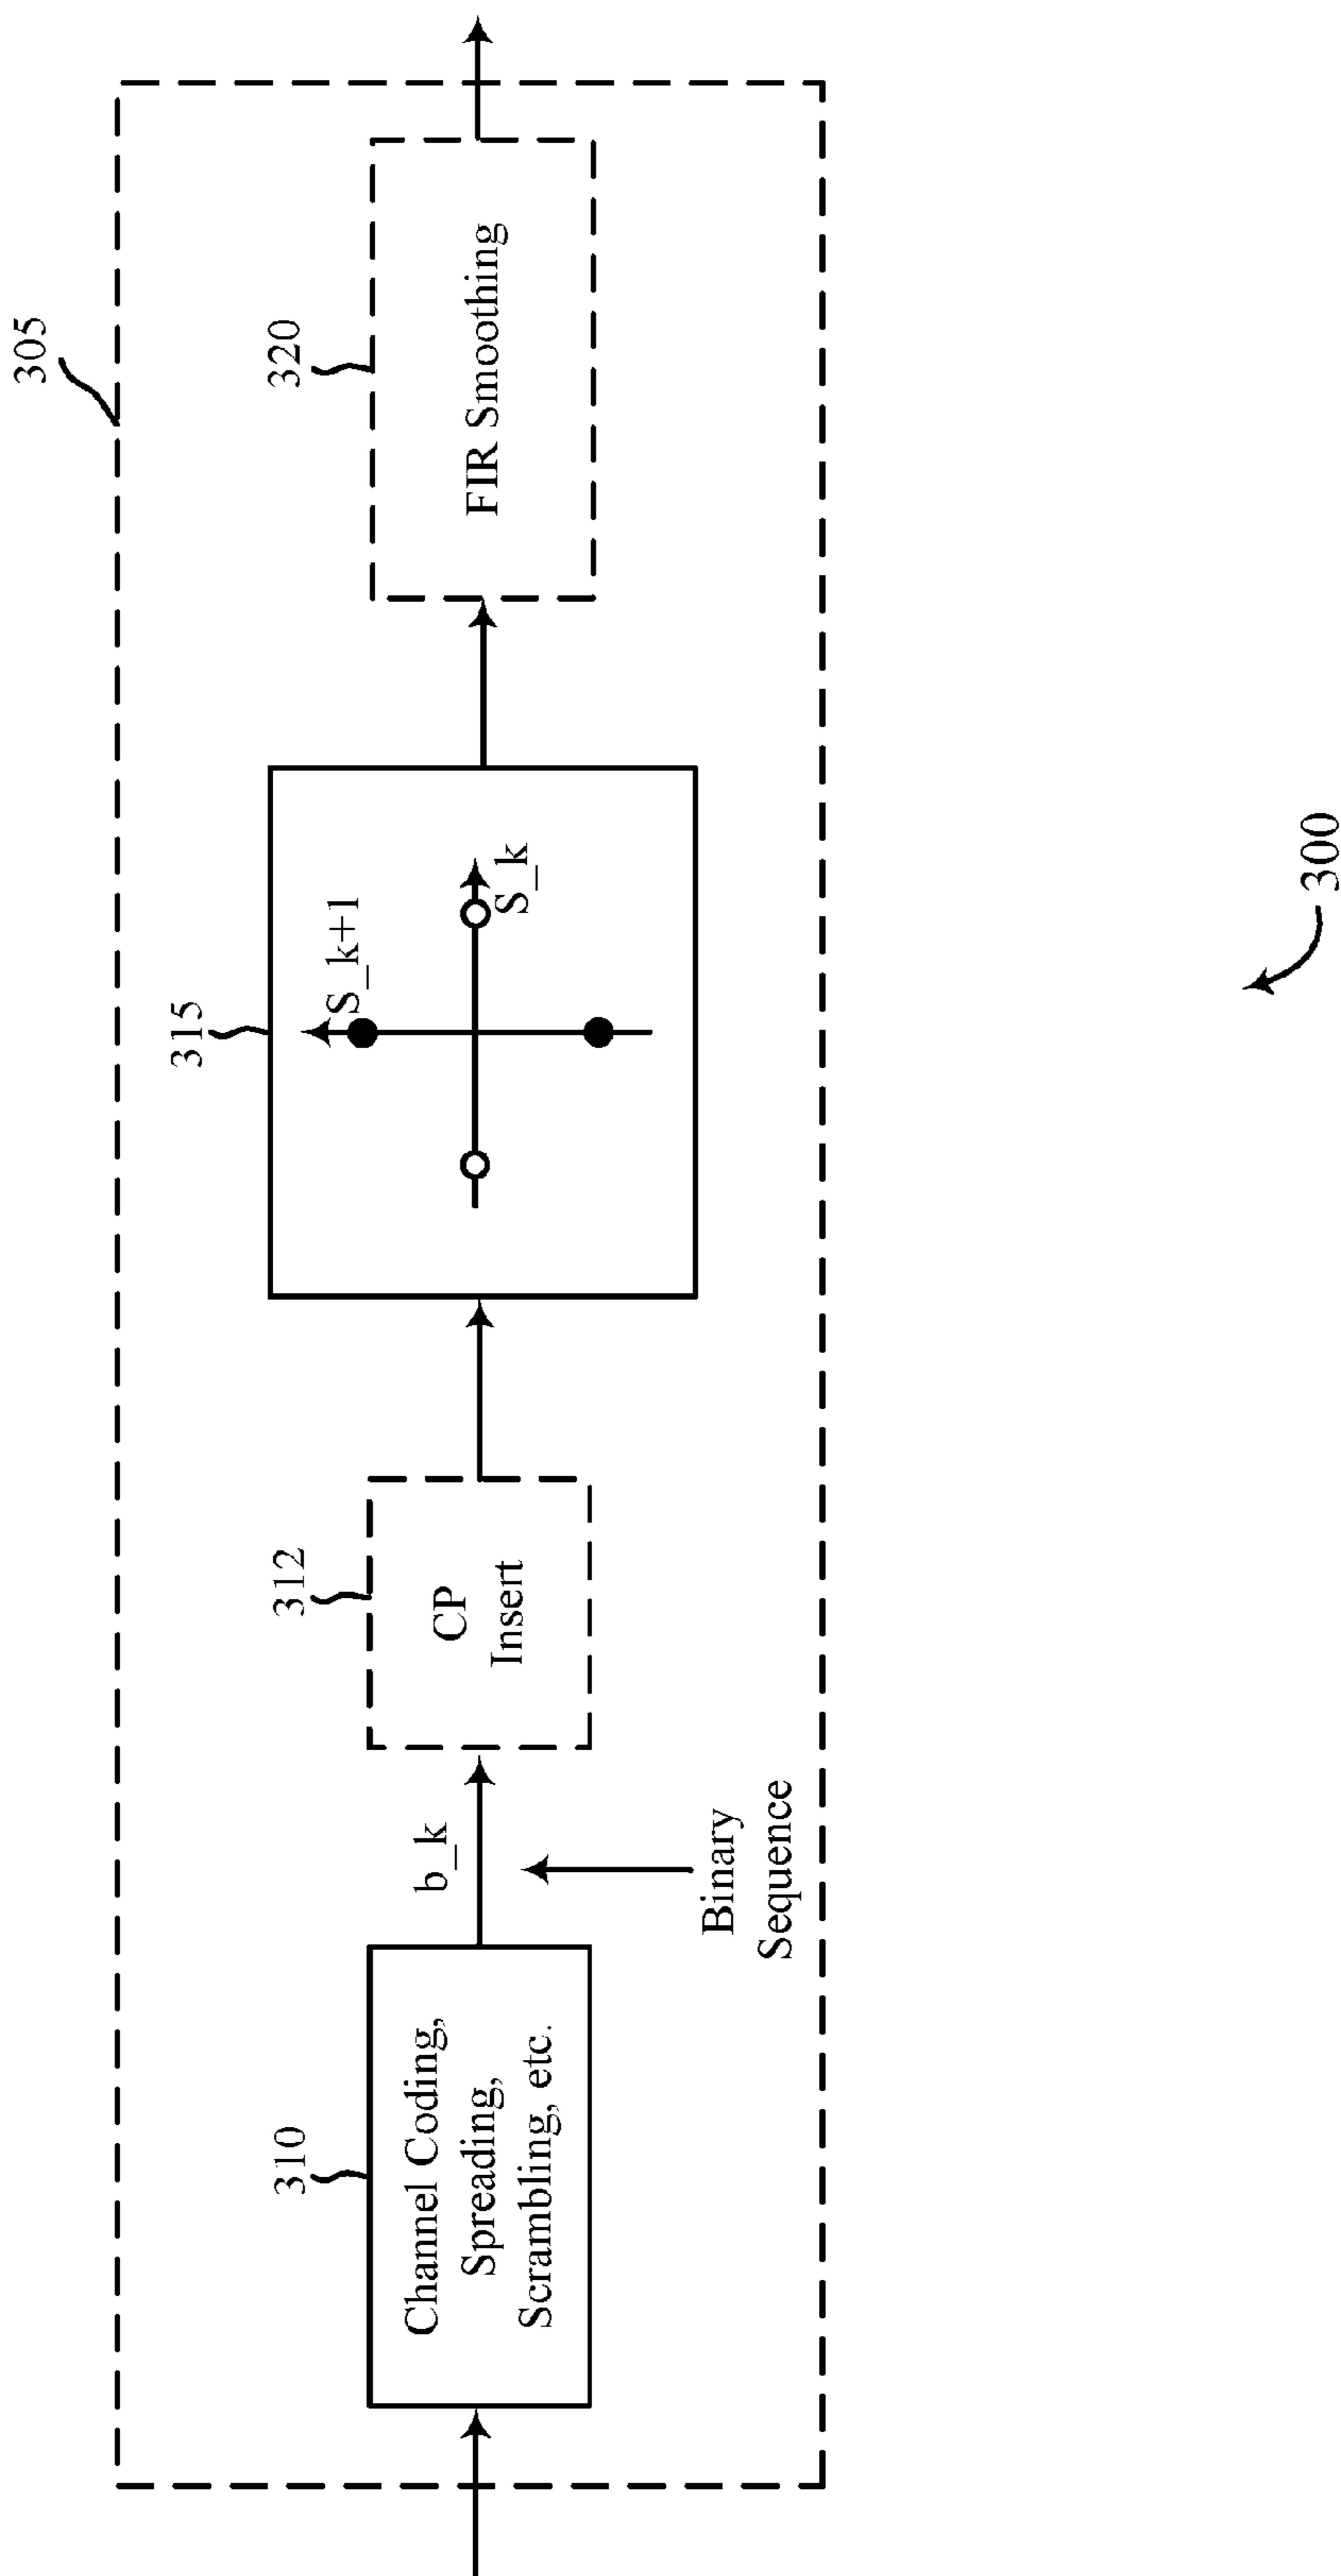 305
310
Channel Coding,
Spreading,
Scrambling, etc.
b_k
Binary
Sequence
312
CP
Insert
315
S_k+1
S_k
320
FIR Smoothing
300